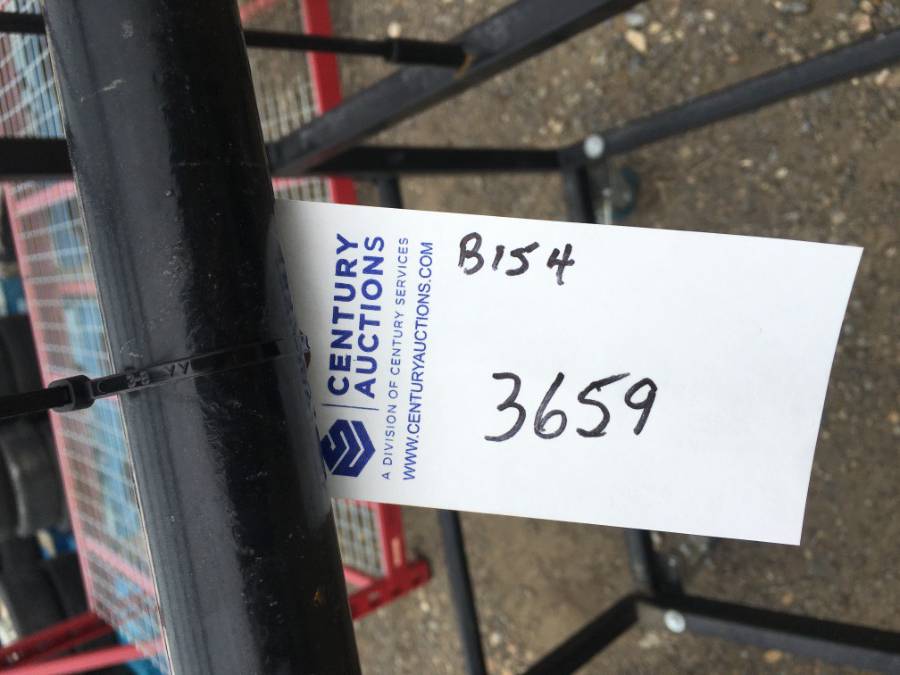 CENTURY
AUCTIONS
A DIVISION OF CENTURY SERVICES
WWW.CENTURYAUCTIONS.COM
B154
3659